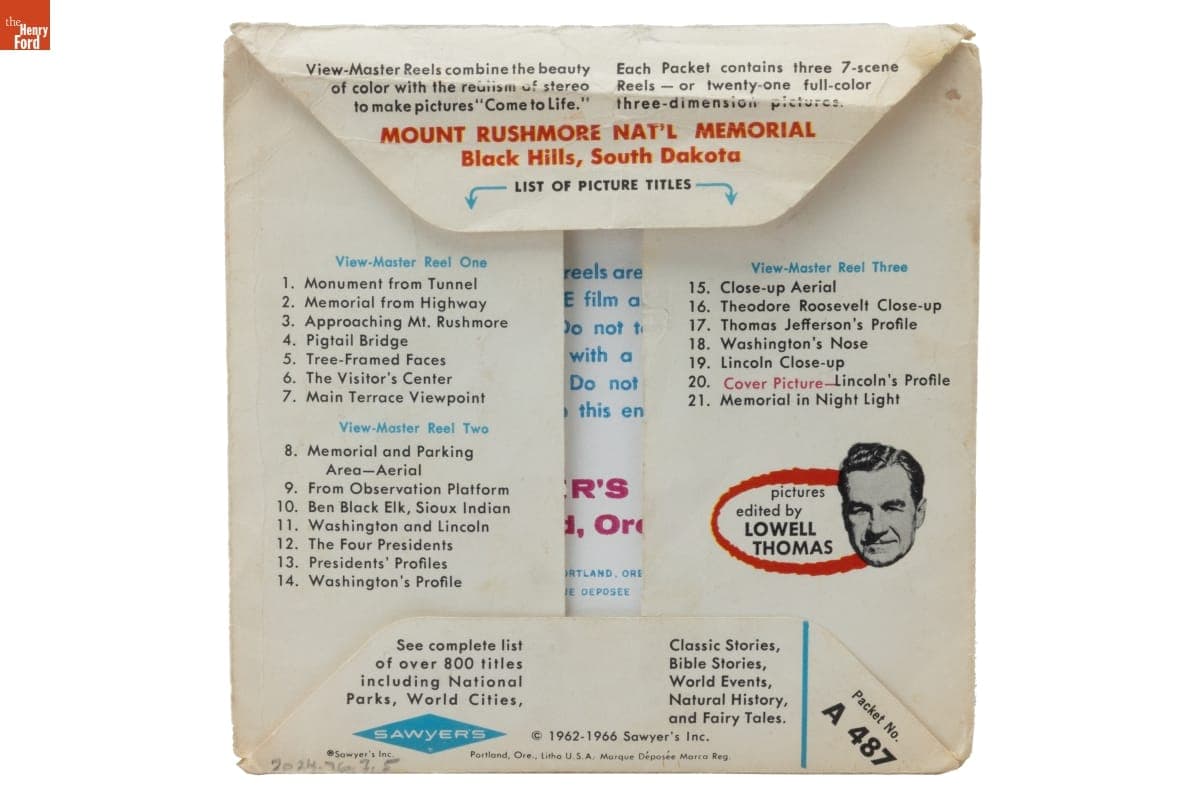 the
Henry
Ford
View-Master Reels combine the beauty
of color with the realism of stereo
to make pictures "Come to Life."
Each Packet contains three 7-scene
Reels — or twenty-one full-color
three-dimension pictures.
MOUNT RUSHMORE NAT'L MEMORIAL
Black Hills, South Dakota
LIST OF PICTURE TITLES
View-Master Reel One
1. Monument from Tunnel
2. Memorial from Highway
3. Approaching Mt. Rushmore
4. Pigtail Bridge
5. Tree-Framed Faces
6. The Visitor's Center
7. Main Terrace Viewpoint
View-Master Reel Two
8. Memorial and Parking
Area—Aerial
9. From Observation Platform
10. Ben Black Elk, Sioux Indian
11. Washington and Lincoln
12. The Four Presidents
13. Presidents' Profiles
14. Washington's Profile
reels are
E film a
Do not t
with a
Do not
this en
R'S
d, Ore
ORTLAND, ORE
UE DEPOSEE
View-Master Reel Three
15. Close-up Aerial
16. Theodore Roosevelt Close-up
17. Thomas Jefferson's Profile
18. Washington's Nose
19. Lincoln Close-up
20. Cover Picture—Lincoln's Profile
21. Memorial in Night Light
pictures
edited by
LOWELL
THOMAS
See complete list
of over 800 titles
including National
Parks, World Cities,
Classic Stories,
Bible Stories,
World Events,
Natural History,
and Fairy Tales.
SAWYER'S
®
®Sawyer's Inc.
© 1962-1966 Sawyer's Inc.
Portland, Ore., Litho U.S.A. Marque Déposée Marca Reg.
Packet No.
A 487
2024.76.7.5